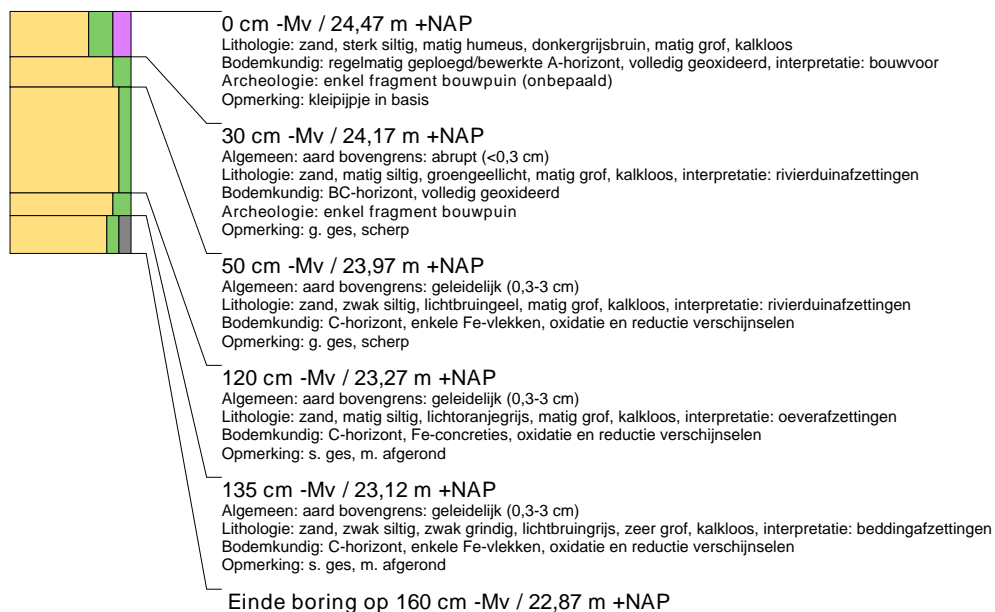 0 cm -Mv / 24,47 m +NAP
Lithologie: zand, sterk siltig, matig humeus, donkergrijsbruin, matig grof, kalkloos
Bodemkundig: regelmatig geploegd/bewerkte A-horizont, volledig geoxideerd, interpretatie: bouwvoor
Archeologie: enkel fragment bouwpuin (onbepaald)
Opmerking: kleipijpje in basis
30 cm -Mv / 24,17 m +NAP
Algemeen: aard bovengrens: abrupt (<0,3 cm)
Lithologie: zand, matig siltig, groengeellicht, matig grof, kalkloos, interpretatie: rivierduinafzettingen
Bodemkundig: BC-horizont, volledig geoxideerd
Archeologie: enkel fragment bouwpuin
Opmerking: g. ges, scherp
50 cm -Mv / 23,97 m +NAP
Algemeen: aard bovengrens: geleidelijk (0,3-3 cm)
Lithologie: zand, zwak siltig, lichtbruingeel, matig grof, kalkloos, interpretatie: rivierduinafzettingen
Bodemkundig: C-horizont, enkele Fe-vlekken, oxidatie en reductie verschijnselen
Opmerking: g. ges, scherp
120 cm -Mv / 23,27 m +NAP
Algemeen: aard bovengrens: geleidelijk (0,3-3 cm)
Lithologie: zand, matig siltig, lichtoranjegrijs, matig grof, kalkloos, interpretatie: oeverafzettingen
Bodemkundig: C-horizont, Fe-concreties, oxidatie en reductie verschijnselen
Opmerking: s. ges, m. afgerond
135 cm -Mv / 23,12 m +NAP
Algemeen: aard bovengrens: geleidelijk (0,3-3 cm)
Lithologie: zand, zwak siltig, zwak grindig, lichtbruingrijs, zeer grof, kalkloos, interpretatie: beddingafzettingen
Bodemkundig: C-horizont, enkele Fe-vlekken, oxidatie en reductie verschijnselen
Opmerking: s. ges, m. afgerond
Einde boring op 160 cm -Mv / 22,87 m +NAP